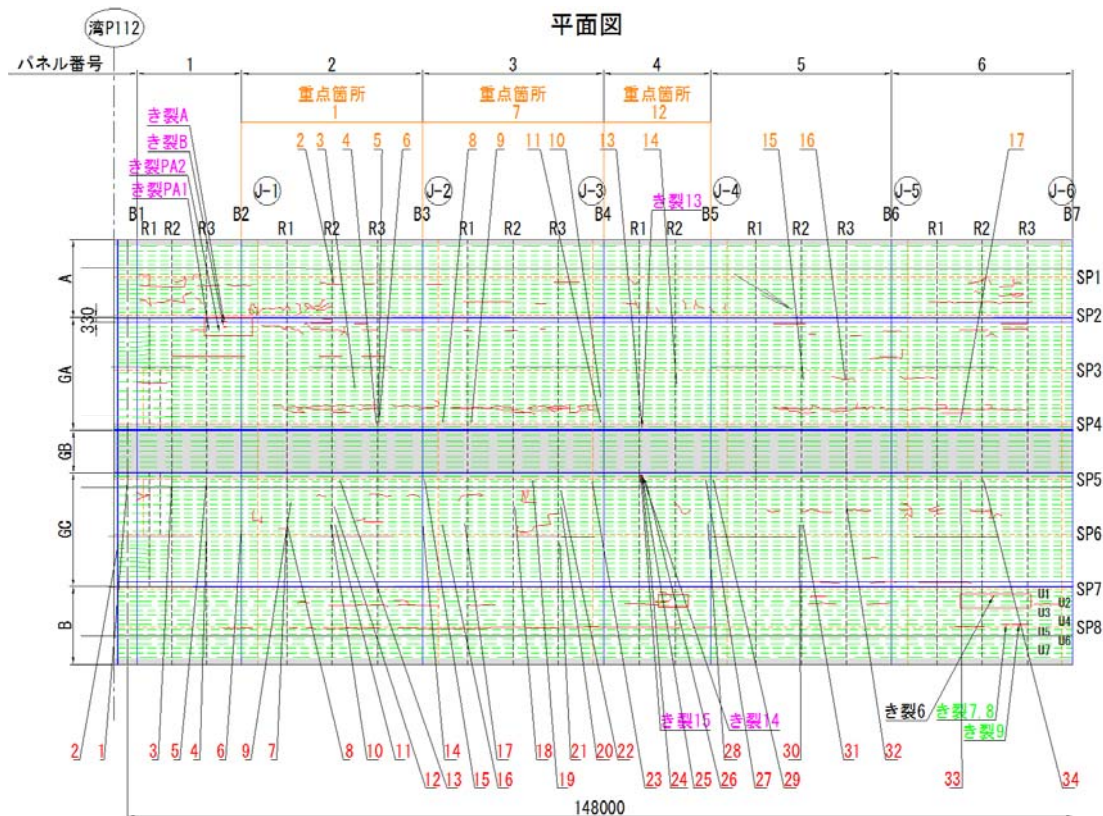 平面図
湾P112
パネル番号 1 2 3 4 5 6
重点箇所 重点箇所 重点箇所
1 7 12
き裂A
き裂B
き裂PA2
き裂PA1
2 3 4 5 6 8 9 11 10 13 14 15 16 17
き裂13
J-1 J-2 J-3 J-4 J-5 J-6
B1 B2 B3 B4 B5 B6 B7
R1 R2 R3 R1 R2 R3 R1 R2 R3 R1 R2 R1 R2 R3 R1 R2 R3
A
330
GA
GB
GC
B
SP1
SP2
SP3
SP4
SP5
SP6
SP7
SP8
U1
U2
U3
U4
U5
U6
U7
き裂6 き裂7,8
き裂9
き裂15 き裂14
2 1 3 5 4 6 9 7 8 10 11 14 17 18 21 20 22 28 30 31 32
12 13 15 16 19 23 24 25 26 27 29 33 34
148000